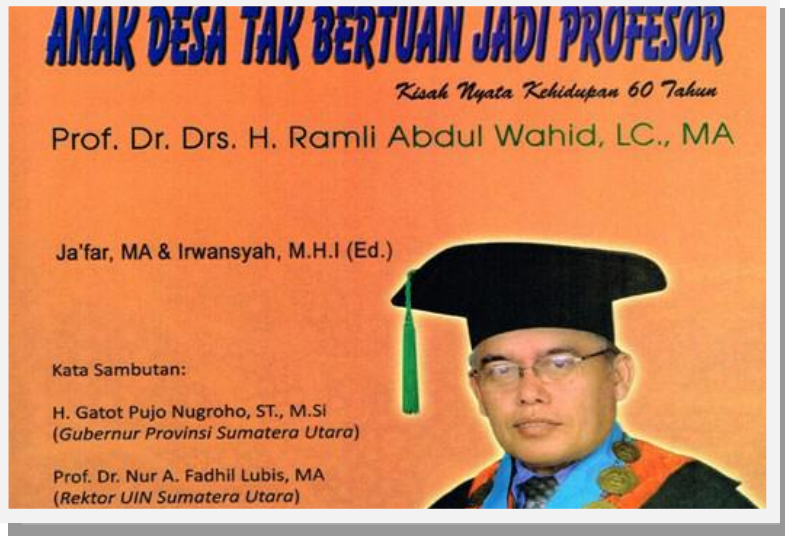 ANAK DESA TAK BERTUAN JADI PROFESOR
Kisah Nyata Kehidupan 60 Tahun
Prof. Dr. Drs. H. Ramli Abdul Wahid, LC., MA
Ja'far, MA & Irwansyah, M.H.I (Ed.)
Kata Sambutan:
H. Gatot Pujo Nugroho, ST., M.Si
(Gubernur Provinsi Sumatera Utara)
Prof. Dr. Nur A. Fadhil Lubis, MA
(Rektor UIN Sumatera Utara)